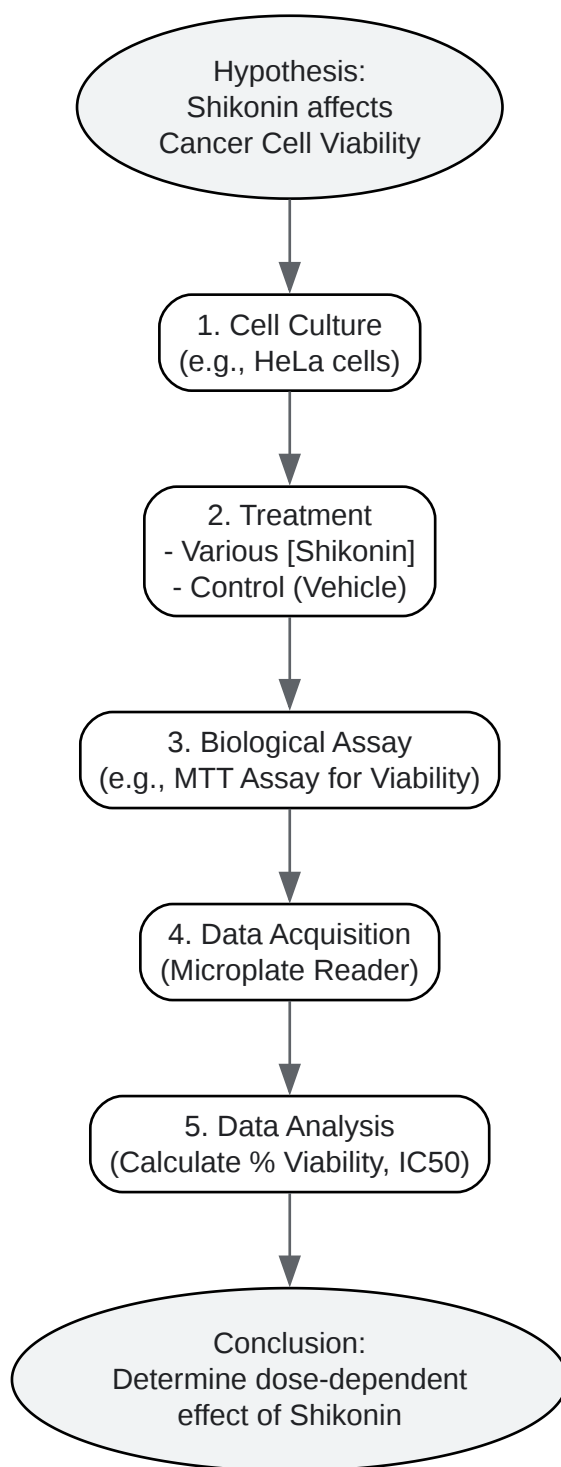 Hypothesis:
Shikonin affects
Cancer Cell Viability
1. Cell Culture
(e.g., HeLa cells)
2. Treatment
- Various [Shikonin]
- Control (Vehicle)
3. Biological Assay
(e.g., MTT Assay for Viability)
4. Data Acquisition
(Microplate Reader)
5. Data Analysis
(Calculate % Viability, IC50)
Conclusion:
Determine dose-dependent
effect of Shikonin